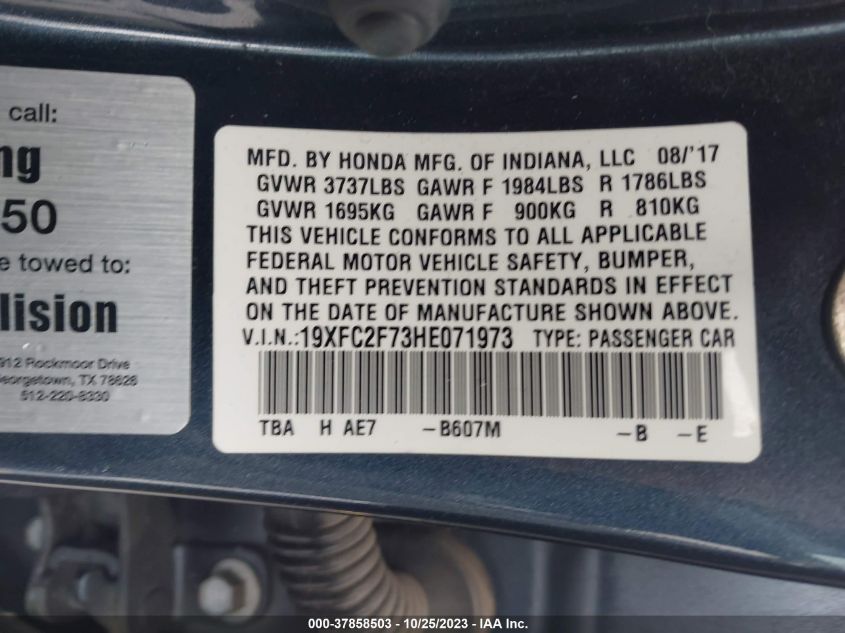 call:
ng
50
e towed to:
llision
912 Rockmoor Drive
Georgetown, TX 78628
512-220-8330
MFD. BY HONDA MFG. OF INDIANA, LLC 08/'17
GVWR 3737LBS GAWR F 1984LBS R 1786LBS
GVWR 1695KG GAWR F 900KG R 810KG
THIS VEHICLE CONFORMS TO ALL APPLICABLE
FEDERAL MOTOR VEHICLE SAFETY, BUMPER,
AND THEFT PREVENTION STANDARDS IN EFFECT
ON THE DATE OF MANUFACTURE SHOWN ABOVE.
V.I.N.:19XFC2F73HE071973 TYPE: PASSENGER CAR
TBA H AE7 -B607M -B -E
000-37858503 - 10/25/2023 - IAA Inc.